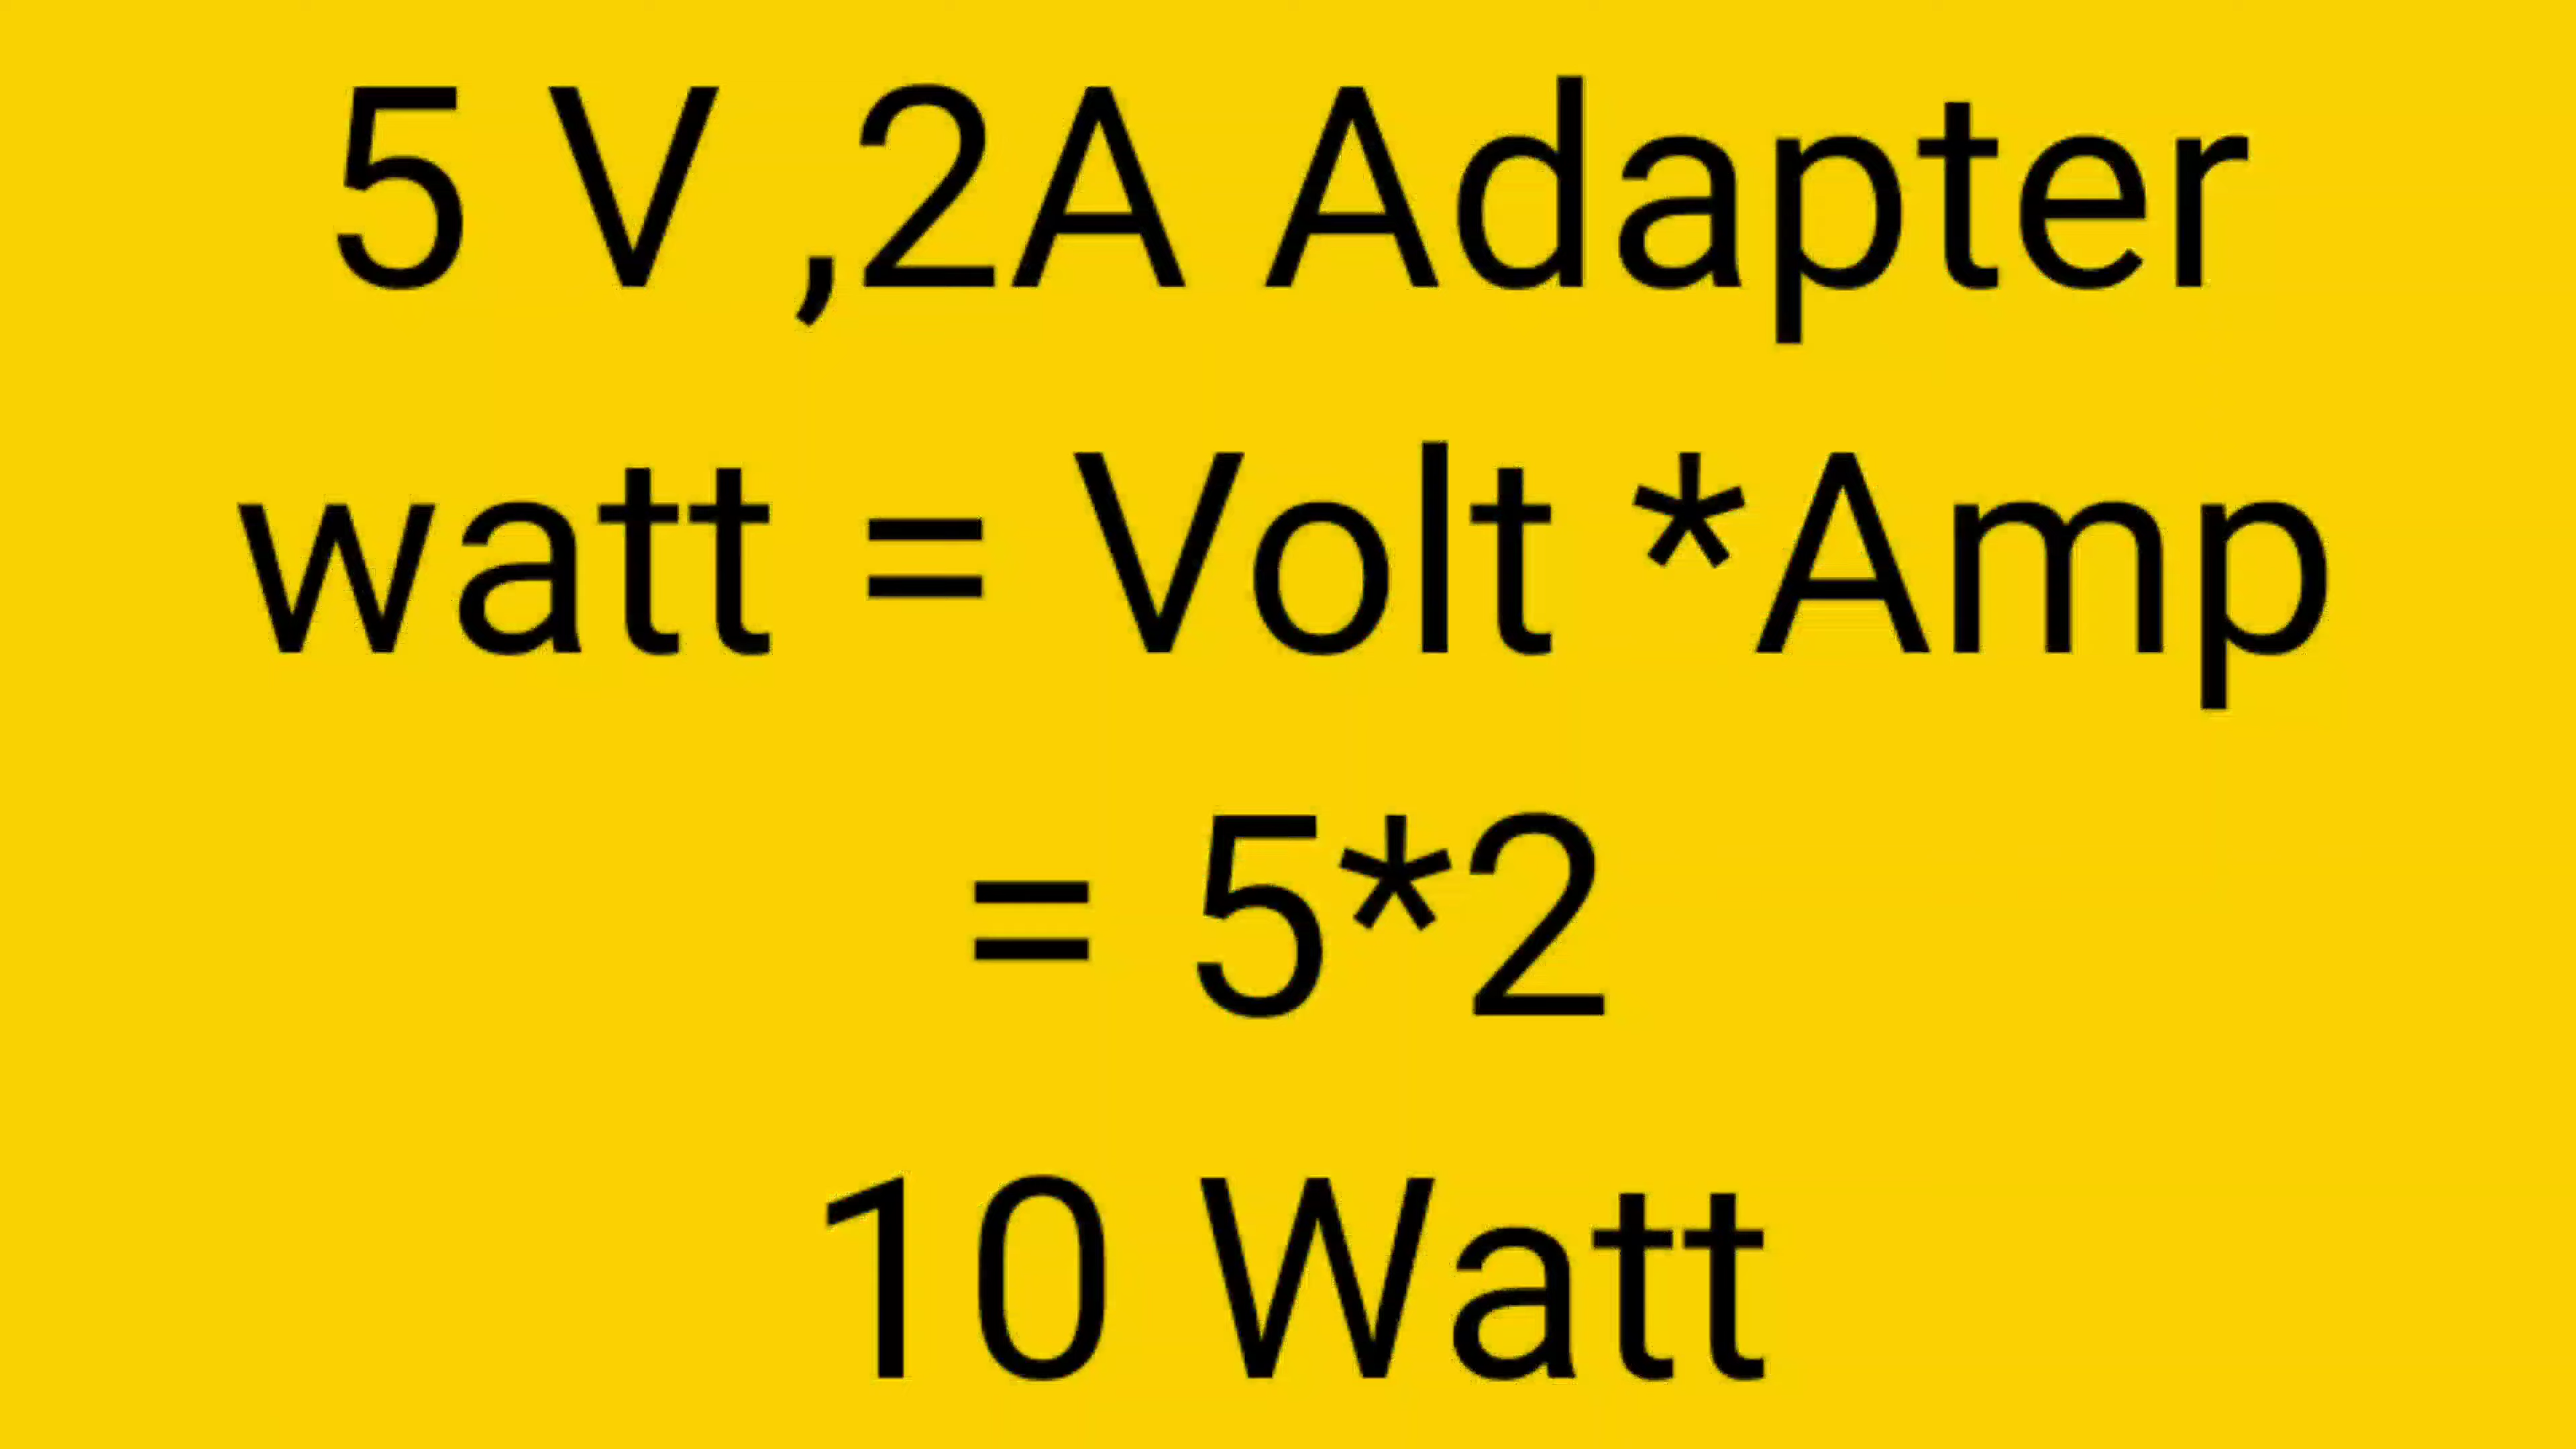 5 V ,2A Adapter
watt = Volt *Amp
= 5*2
10 Watt